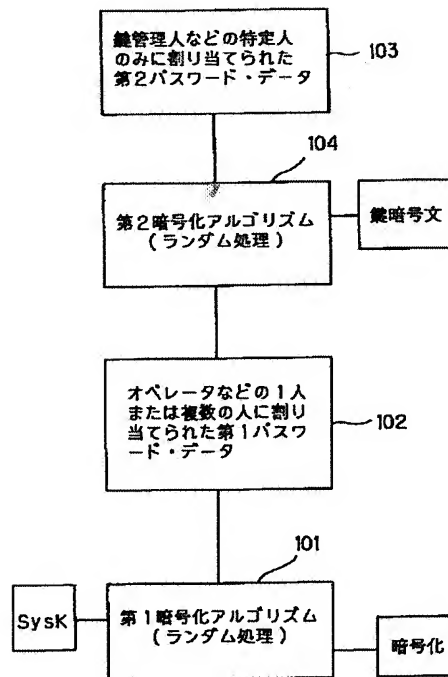 鍵管理人などの特定人
のみに割り当てられた
第2パスワード・データ
103
104
第2暗号化アルゴリズム
(ランダム処理)
鍵暗号文
オペレータなどの1人
または複数の人に割り
当てられた第1パスワ
ード・データ
102
101
SysK
第1暗号化アルゴリズム
(ランダム処理)
暗号化